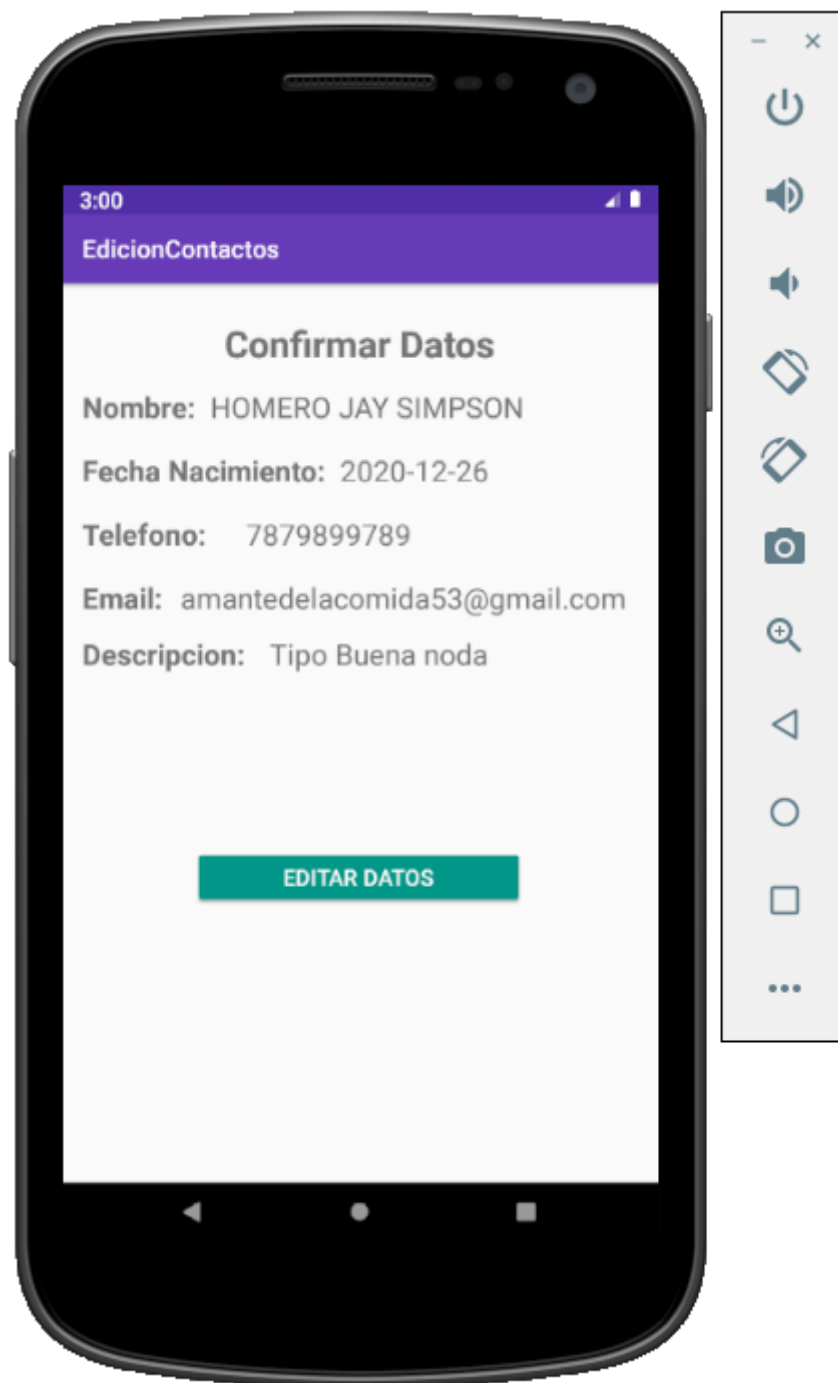 3:00
EdicionContactos
Confirmar Datos
Nombre: HOMERO JAY SIMPSON
Fecha Nacimiento: 2020-12-26
Telefono: 7879899789
Email: amantedelacomida53@gmail.com
Descripcion: Tipo Buena noda
EDITAR DATOS